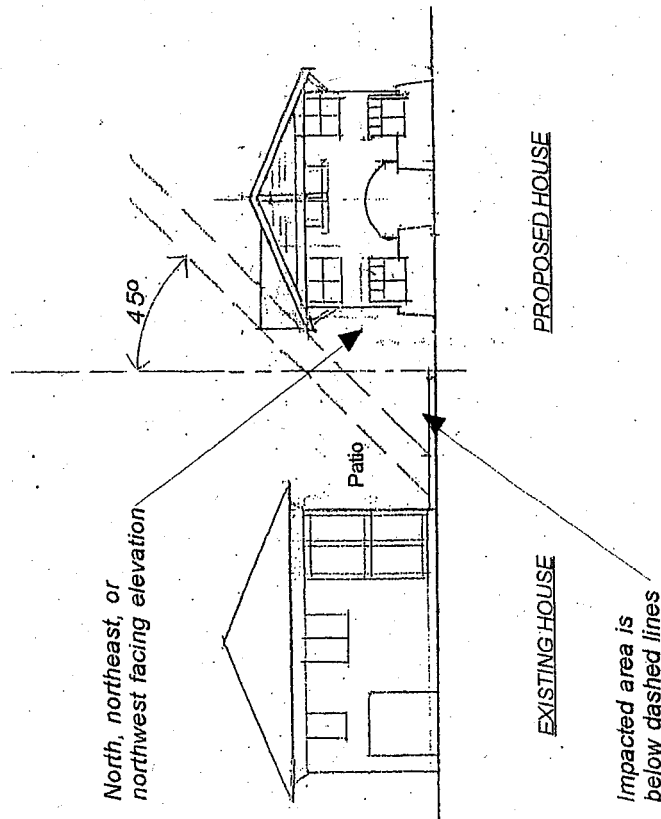 North, northeast, or
northwest facing elevation
45º
Patio
EXISTING HOUSE
PROPOSED HOUSE
Impacted area is
below dashed lines